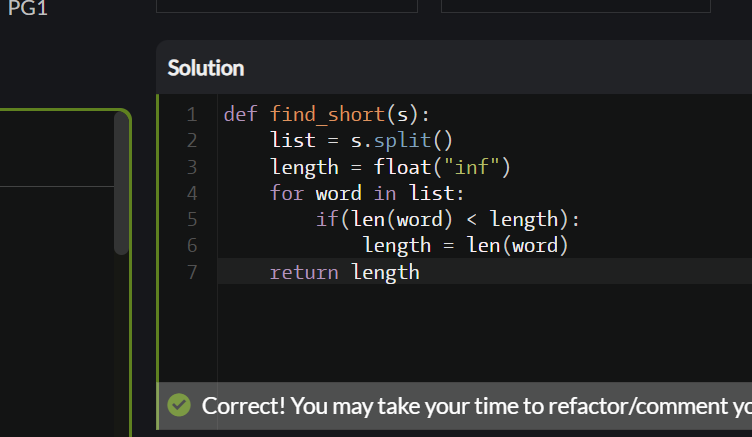 PG1
Solution
1 def find_short(s):
2     list = s.split()
3     length = float("inf")
4     for word in list:
5         if(len(word) < length):
6             length = len(word)
7     return length
Correct! You may take your time to refactor/comment